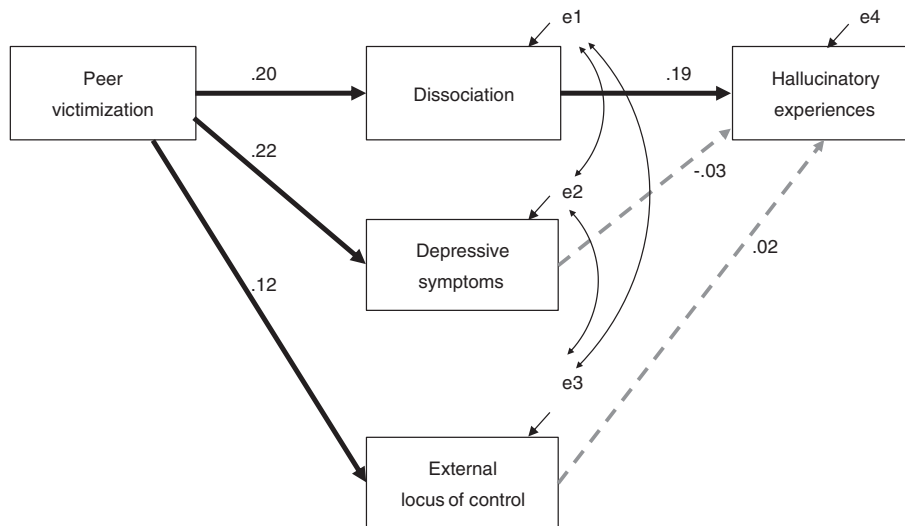 e1
e4
Peer
victimization
.20
Dissociation
.19
Hallucinatory
experiences
.22
e2
-.03
Depressive
symptoms
.02
.12
e3
External
locus of control